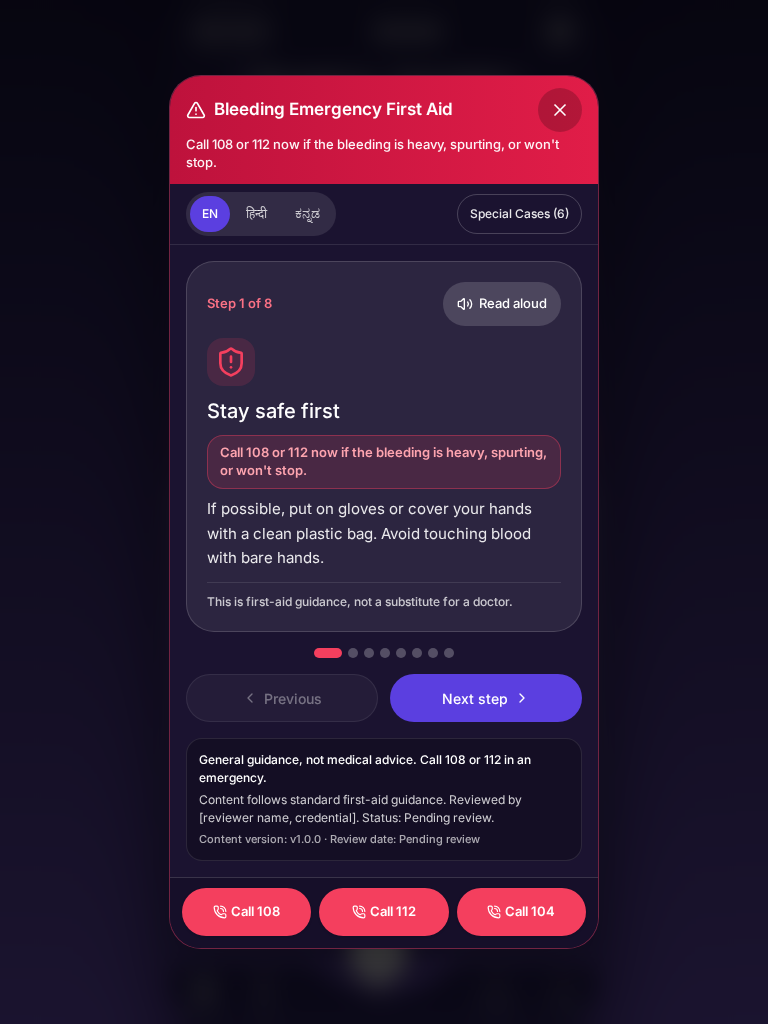 Bleeding Emergency First Aid
Call 108 or 112 now if the bleeding is heavy, spurting, or won't
stop.
EN हिन्दी ಕನ್ನಡ Special Cases (6)
Step 1 of 8 Read aloud
Stay safe first
Call 108 or 112 now if the bleeding is heavy, spurting,
or won't stop.
If possible, put on gloves or cover your hands
with a clean plastic bag. Avoid touching blood
with bare hands.
This is first-aid guidance, not a substitute for a doctor.
Previous Next step
General guidance, not medical advice. Call 108 or 112 in an
emergency.
Content follows standard first-aid guidance. Reviewed by
[reviewer name, credential]. Status: Pending review.
Content version: v1.0.0 · Review date: Pending review
Call 108 Call 112 Call 104